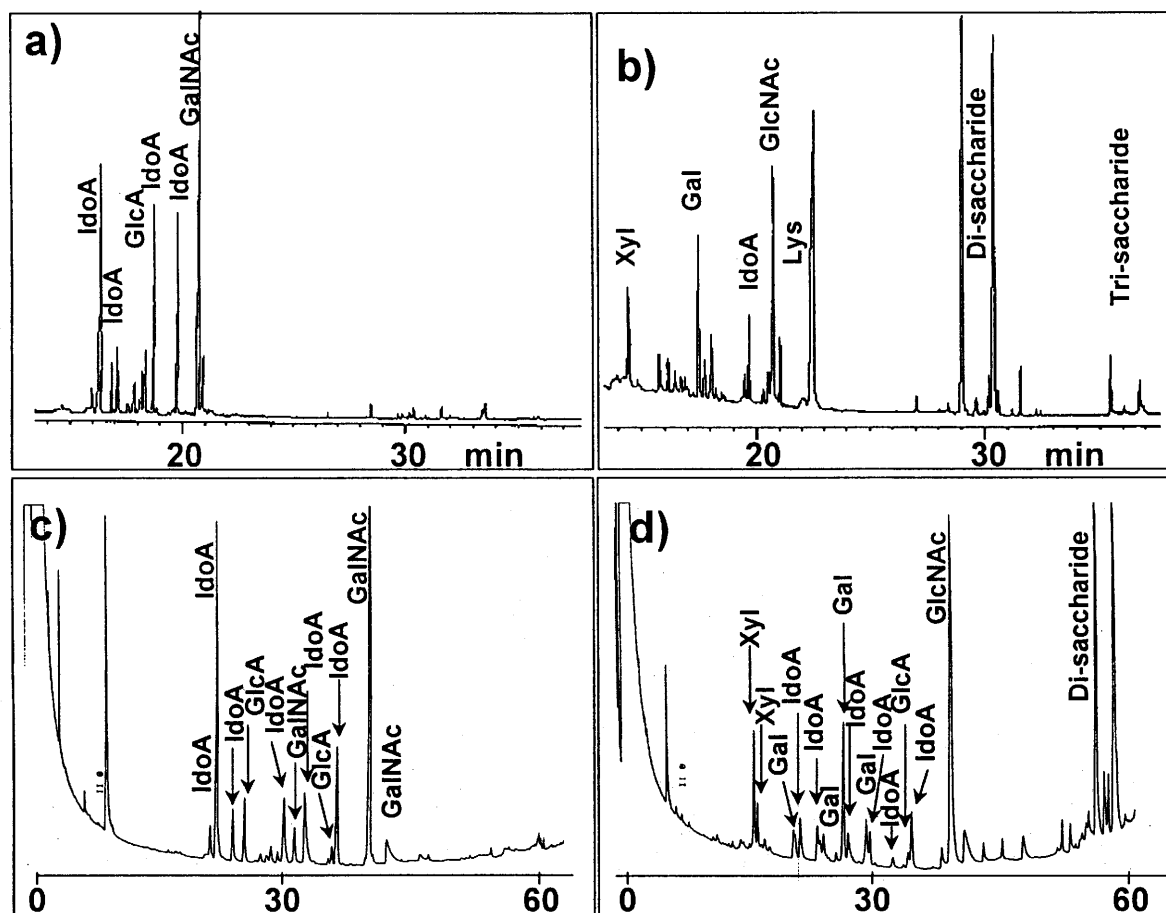 a)
IdoA
IdoA
GlcA
IdoA
IdoA
GalNAc
20
30
min
b)
Xyl
Gal
IdoA
GlcNAc
Lys
Di-saccharide
Tri-saccharide
20
30
min
c)
IdoA
IdoA
IdoA
GlcA
IdoA
GalNAc
IdoA
GlcA
IdoA
GalNAc
GalNAc
0
30
60
d)
Xyl
Xyl
Gal
IdoA
IdoA
Gal
Gal
IdoA
Gal
IdoA
IdoA
GlcA
IdoA
GlcNAc
Di-saccharide
0
30
60